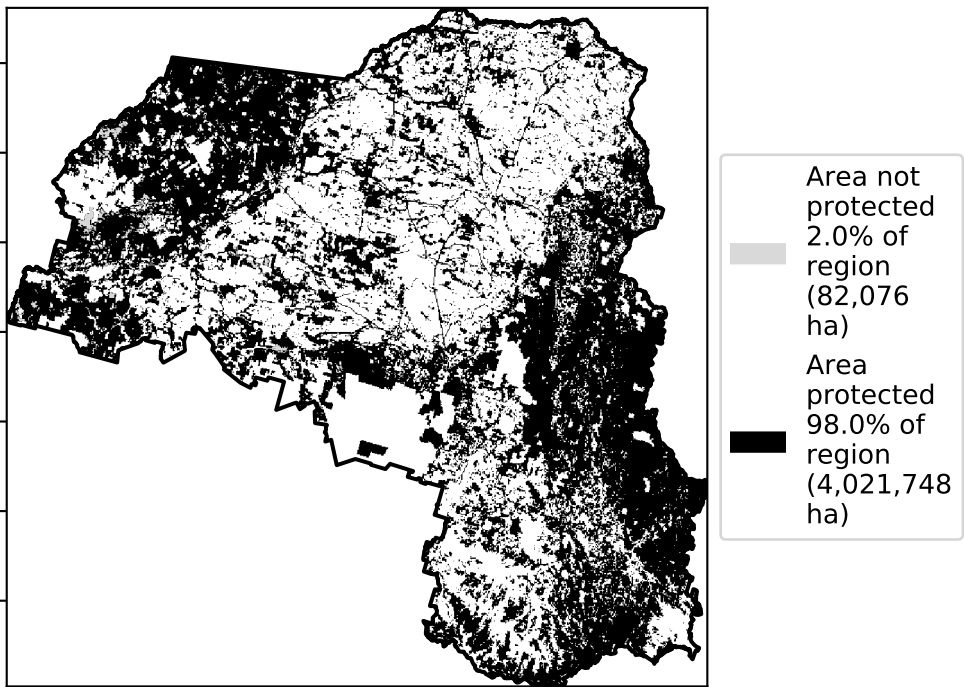 Area not
protected
2.0% of
region
(82,076
ha)
Area
protected
98.0% of
region
(4,021,748
ha)